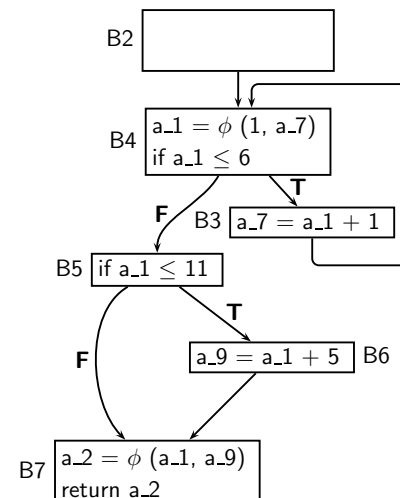 B2
B4
a_1 = ϕ (1, a_7)
if a_1 ≤ 6
T
F
B3
a_7 = a_1 + 1
B5
if a_1 ≤ 11
T
F
a_9 = a_1 + 5
B6
B7
a_2 = ϕ (a_1, a_9)
return a_2